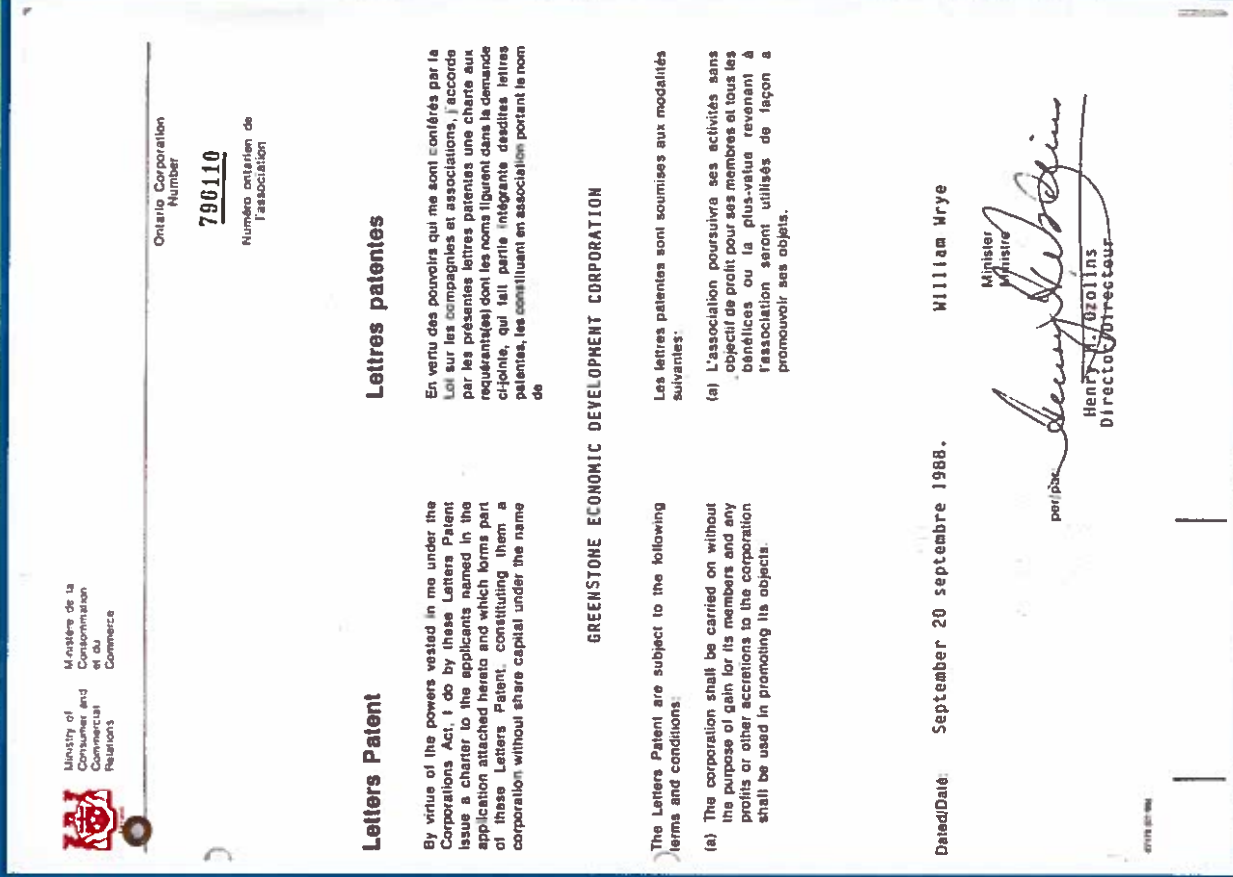 Ministry of
Consumer and
Commercial
Relations
Ministère de la
Consommation
et du
Commerce
Ontario Corporation
Number
790110
Numéro ontarien de
l'association
Letters Patent
By virtue of the powers vested in me under the
Corporations Act, I do by these Letters Patent
issue a charter to the applicants named in the
application attached hereto and which forms part
of these Letters Patent, constituting them a
corporation without share capital under the name
Lettres patentes
En vertu des pouvoirs qui me sont conférés par la
Loi sur les compagnies et associations, j'accorde
par les présentes lettres patentes une charte aux
requérants(es) dont les noms figurent dans la demande
ci-jointe, qui fait partie intégrante desdites lettres
patentes, les constituant en association portant le nom
de
GREENSTONE ECONOMIC DEVELOPMENT CORPORATION
The Letters Patent are subject to the following
terms and conditions:
(a) The corporation shall be carried on without
the purpose of gain for its members and any
profits or other accretions to the corporation
shall be used in promoting its objects.
Les lettres patentes sont soumises aux modalités
suivantes:
(a) L'association poursuivra ses activités sans
objectif de profit pour ses membres et tous les
bénéfices ou la plus-value revenant à
l'association seront utilisés de façon a
promouvoir ses objets.
Dated/Daté: September 20 septembre 1988. William Wrye
Minister
Ministre
per/par:
Henry M. Ozolins
Director/Directeur